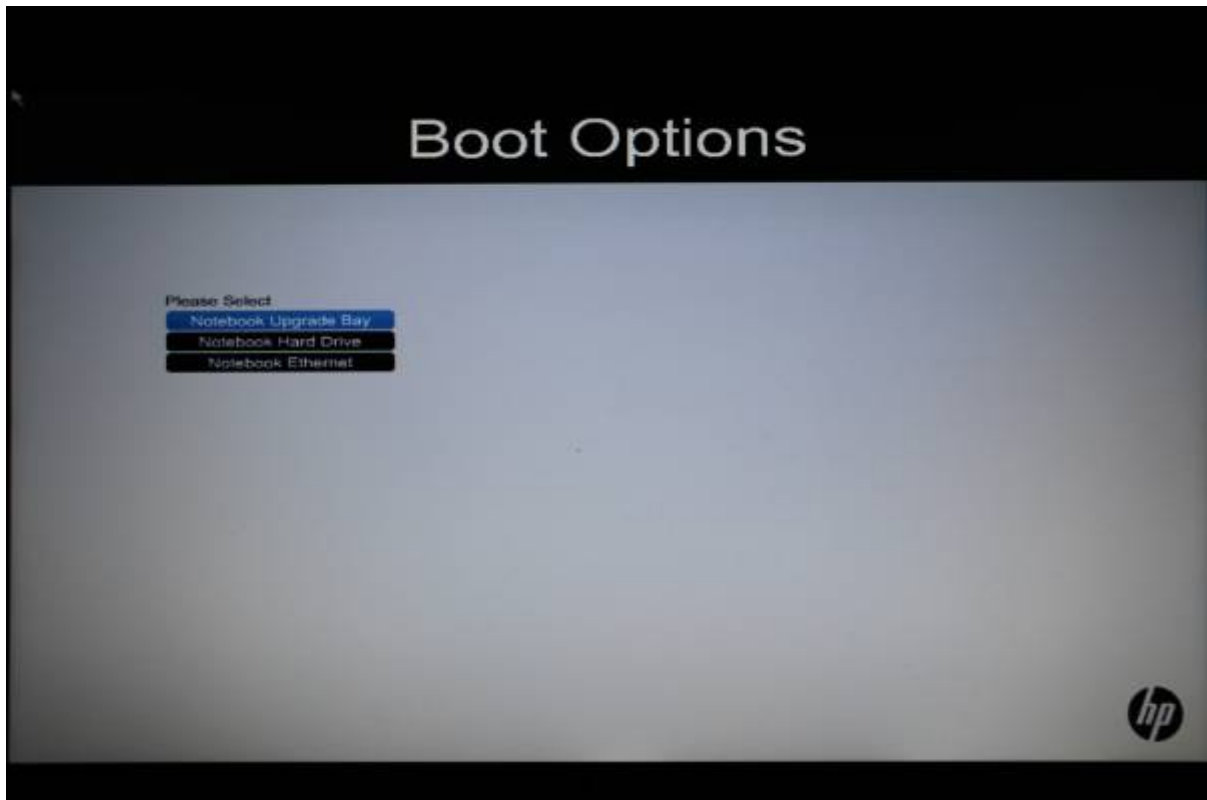 Boot Options
Please Select
Notebook Upgrade Bay
Notebook Hard Drive
Notebook Ethernet
hp